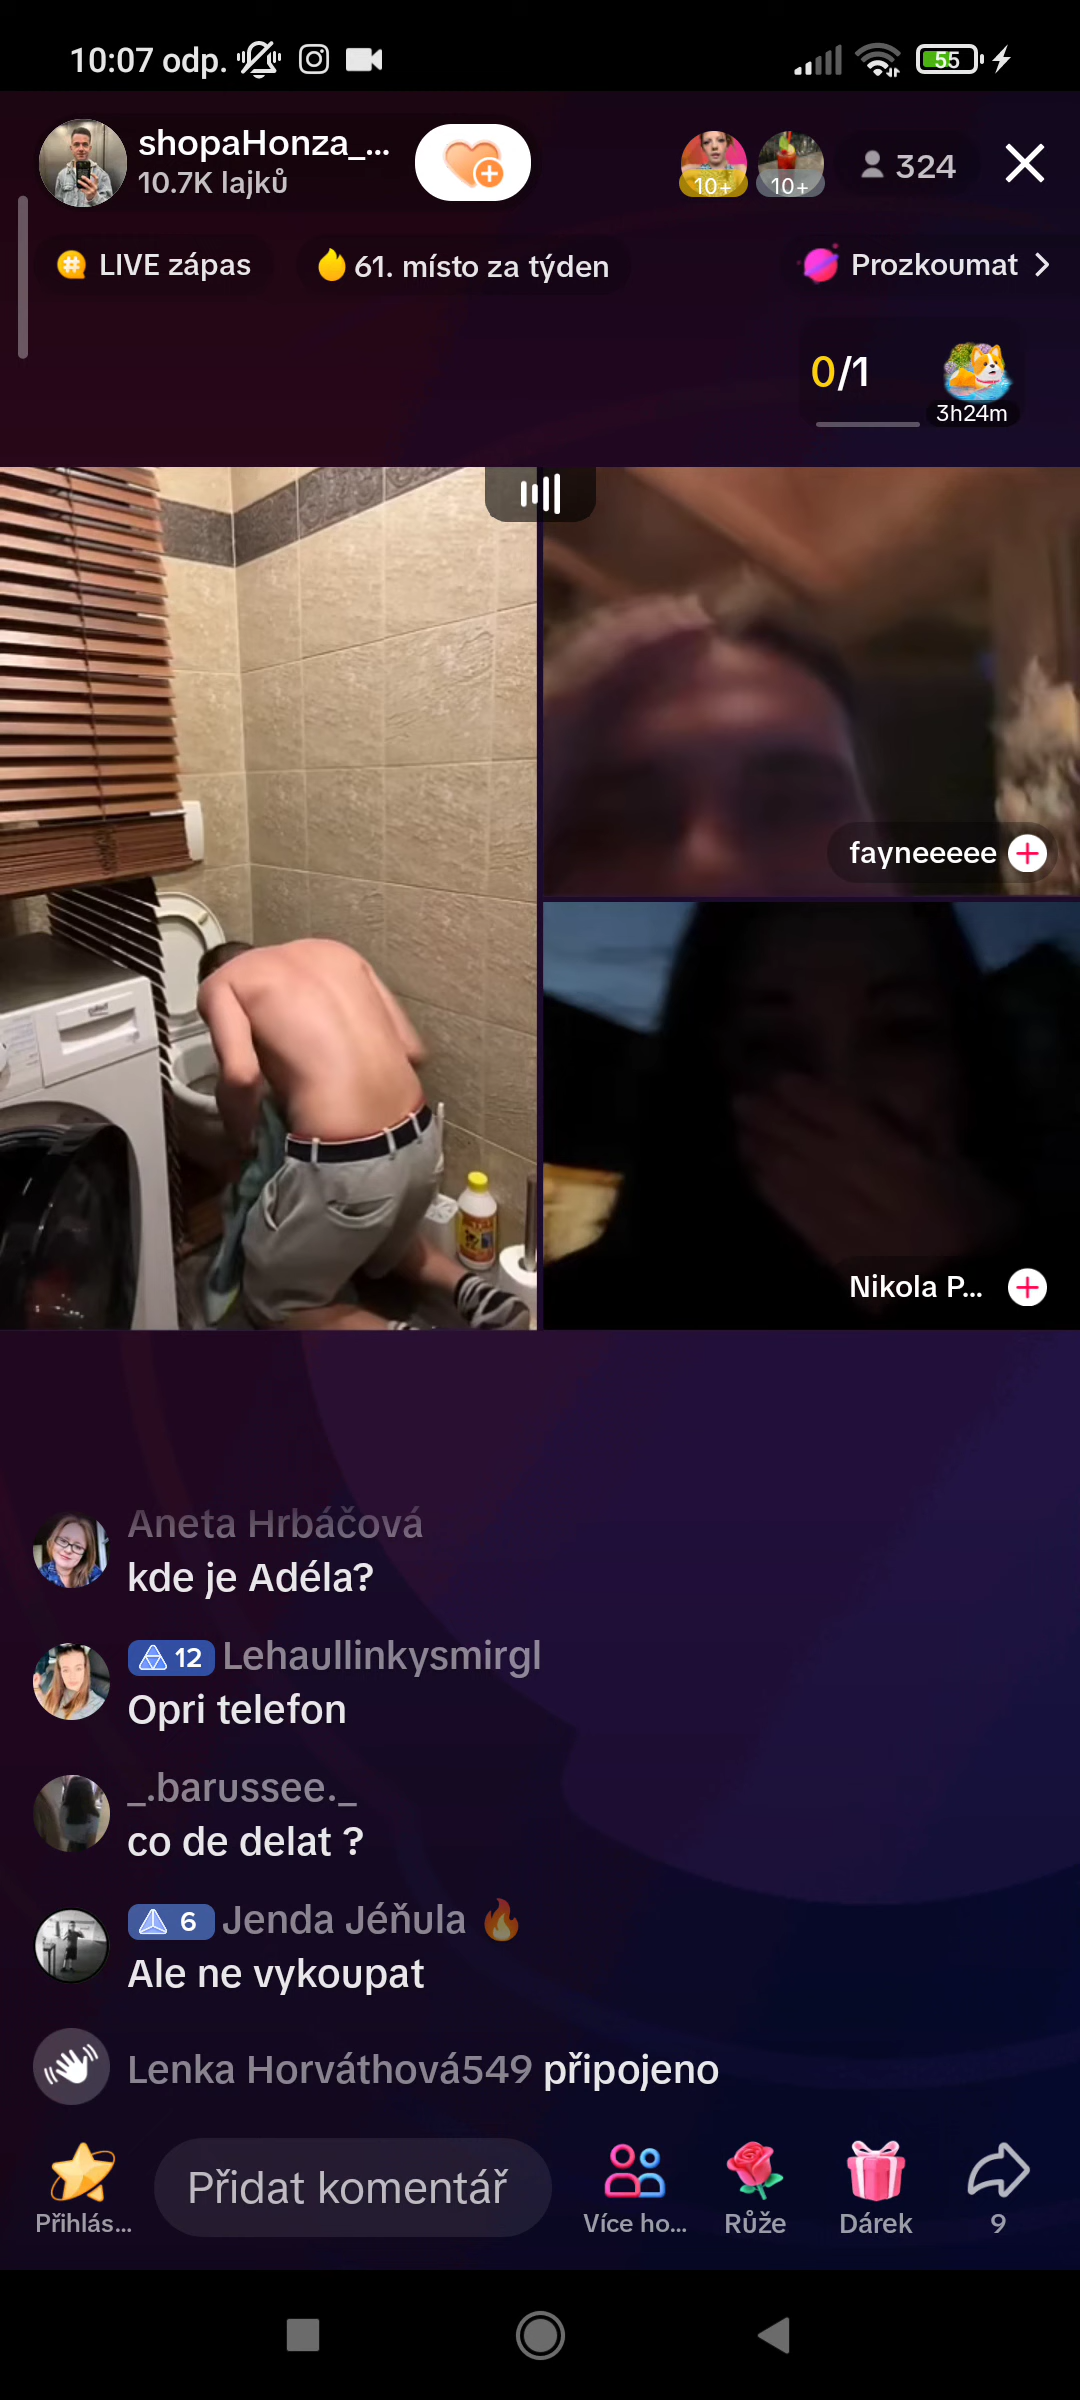 10:07 odp.
55
shopaHonza_...
10.7K lajků
10+
10+
324
LIVE zápas
61. místo za týden
Prozkoumat
0/1
3h24m
fayneeeee
Nikola P...
Aneta Hrbáčová
kde je Adéla?
12 Lehaullinkysmirgl
Opri telefon
_.barussee._
co de delat ?
6 Jenda Jéňula 🔥
Ale ne vykoupat
Lenka Horváthová549 připojeno
Přidat komentář
Přihlás...
Více ho...
Růže
Dárek
9